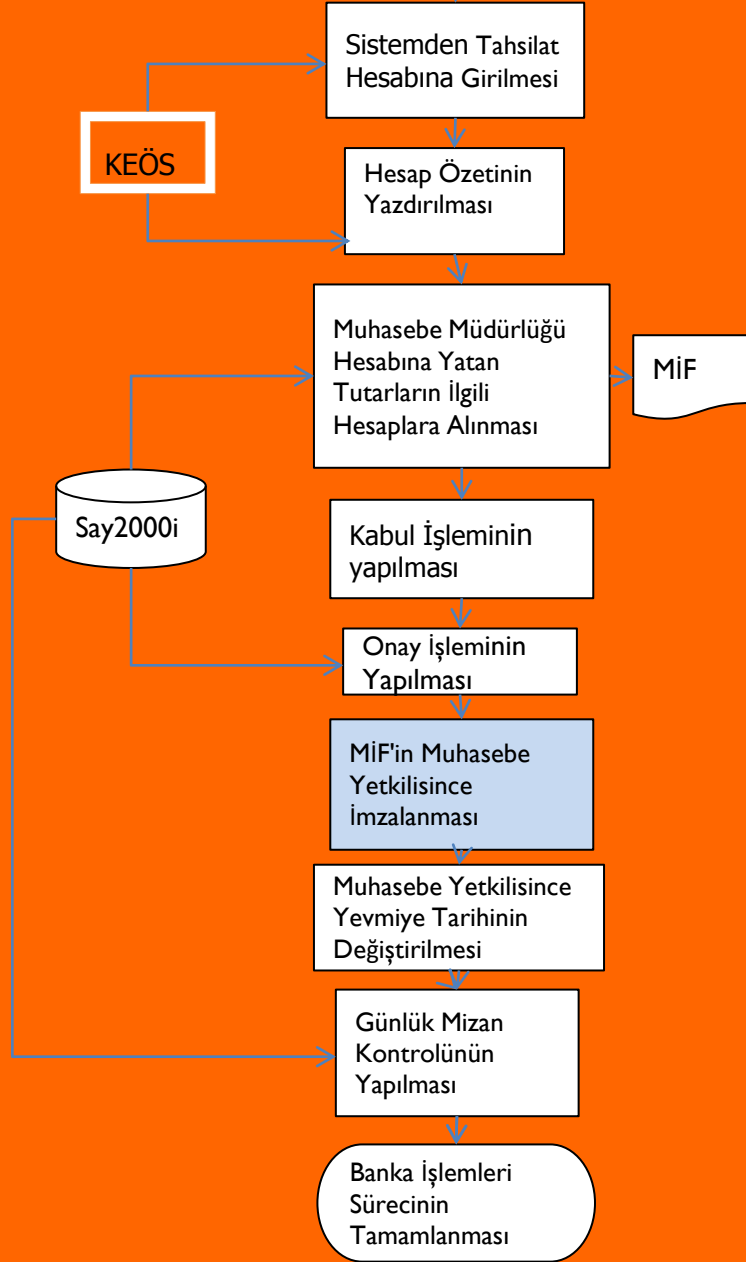 Sistemden Tahsilat
Hesabına Girilmesi
KEÖS
Hesap Özetinin
Yazdırılması
Muhasebe Müdürlüğü
Hesabına Yatan
Tutarların İlgili
Hesaplara Alınması
MİF
Say2000i
Kabul İşleminin
yapılması
Onay İşleminin
Yapılması
MİF'in Muhasebe
Yetkilisince
İmzalanması
Muhasebe Yetkilisince
Yevmiye Tarihinin
Değiştirilmesi
Günlük Mizan
Kontrolünün
Yapılması
Banka İşlemleri
Sürecinin
Tamamlanması